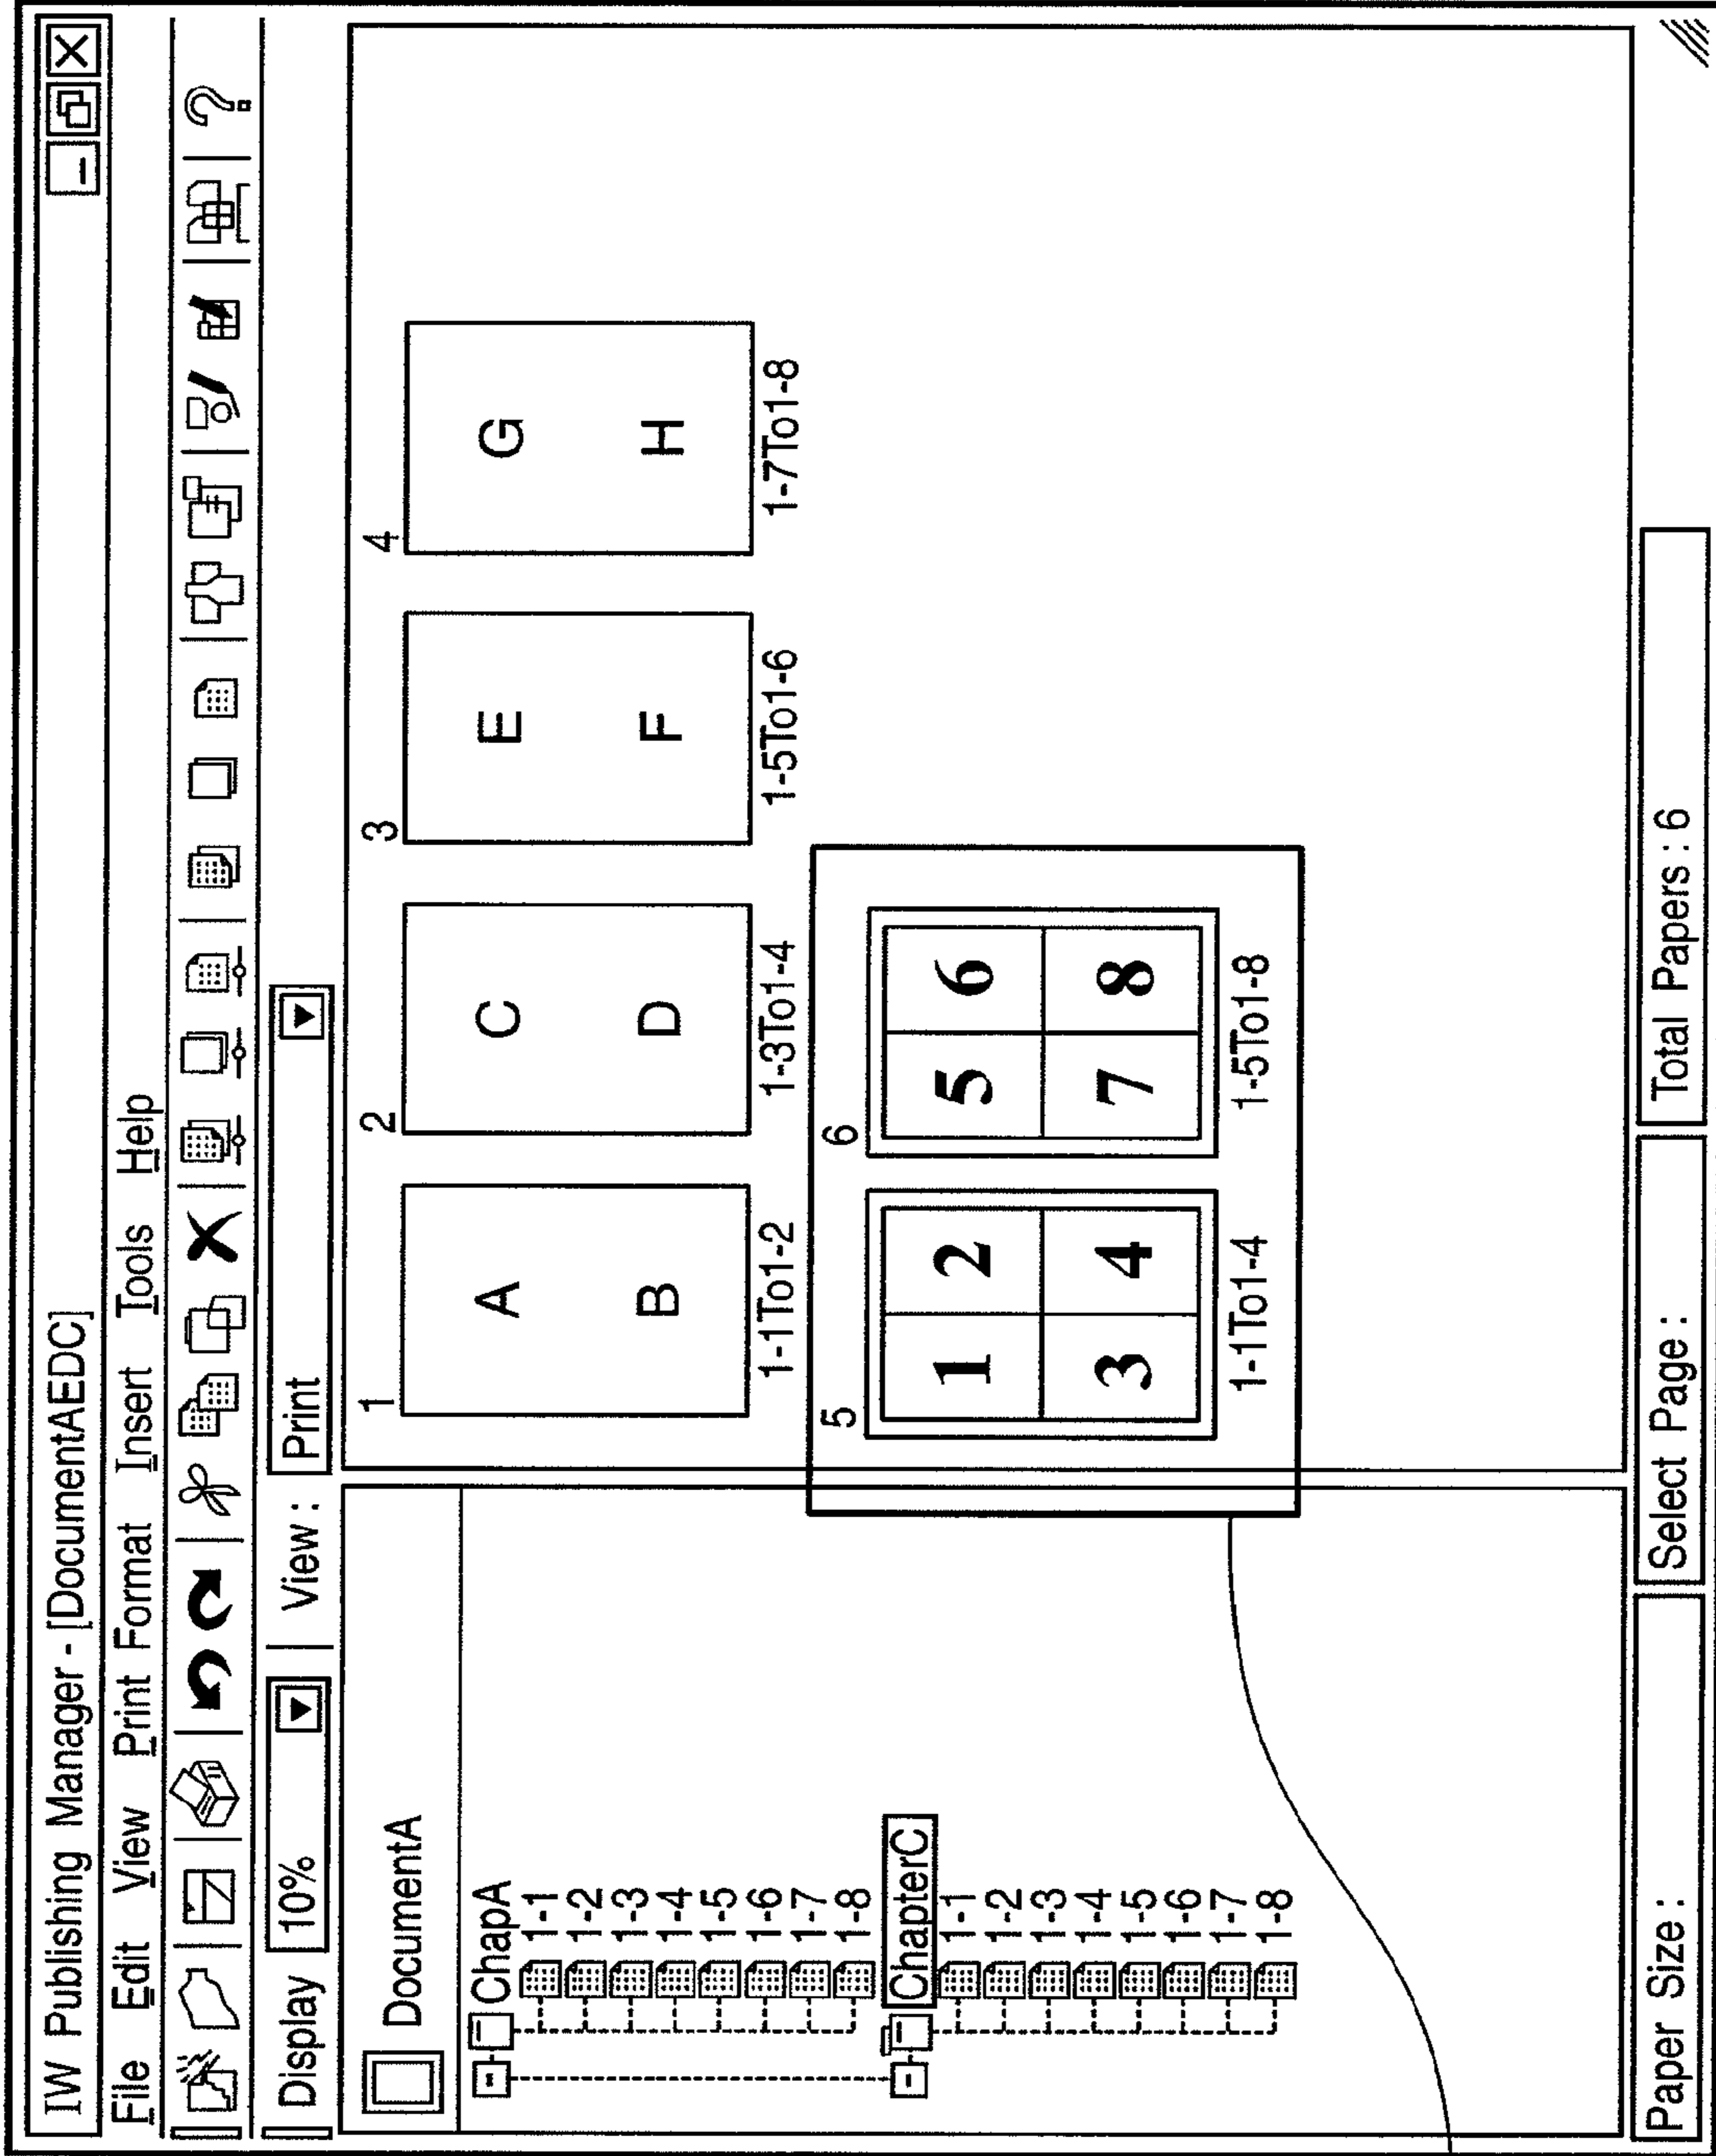 IW Publishing Manager - [DocumentAEDC]
File Edit View Print Format Insert Tools Help
?
Display 10% View : Print
DocumentA
ChapA
1-1
1-2
1-3
1-4
1-5
1-6
1-7
1-8
ChapterC
1-1
1-2
1-3
1-4
1-5
1-6
1-7
1-8
1 2 3 4
A C E G
B D F H
1-1To1-2 1-3To1-4 1-5To1-6 1-7To1-8
5 6
1 2 5 6
3 4 7 8
1-1To1-4 1-5To1-8
Paper Size : Select Page : Total Papers : 6